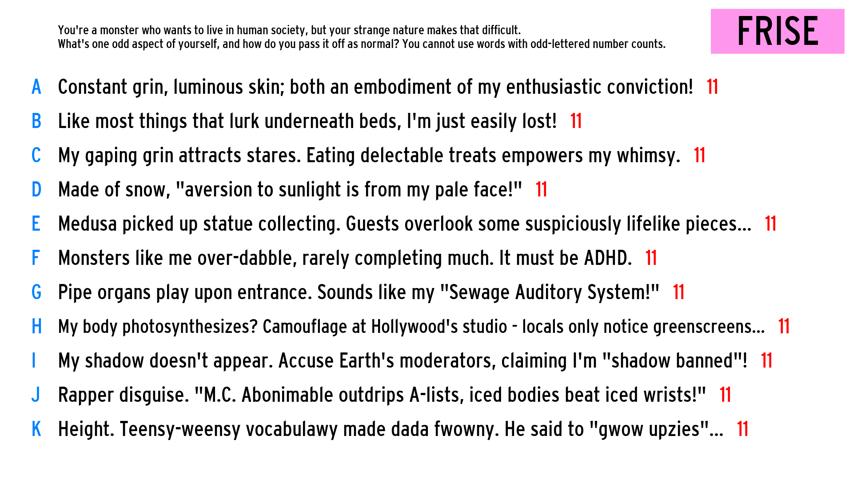 You're a monster who wants to live in human society, but your strange nature makes that difficult.
What's one odd aspect of yourself, and how do you pass it off as normal? You cannot use words with odd-lettered number counts.
FRISE
A Constant grin, luminous skin; both an embodiment of my enthusiastic conviction! 11
B Like most things that lurk underneath beds, I'm just easily lost! 11
C My gaping grin attracts stares. Eating delectable treats empowers my whimsy. 11
D Made of snow, "aversion to sunlight is from my pale face!" 11
E Medusa picked up statue collecting. Guests overlook some suspiciously lifelike pieces... 11
F Monsters like me over-dabble, rarely completing much. It must be ADHD. 11
G Pipe organs play upon entrance. Sounds like my "Sewage Auditory System!" 11
H My body photosynthesizes? Camouflage at Hollywood's studio - locals only notice greenscreens... 11
I My shadow doesn't appear. Accuse Earth's moderators, claiming I'm "shadow banned"! 11
J Rapper disguise. "M.C. Abonimable outdrips A-lists, iced bodies beat iced wrists!" 11
K Height. Teensy-weensy vocabulawy made dada fwowny. He said to "gwow upzies"... 11